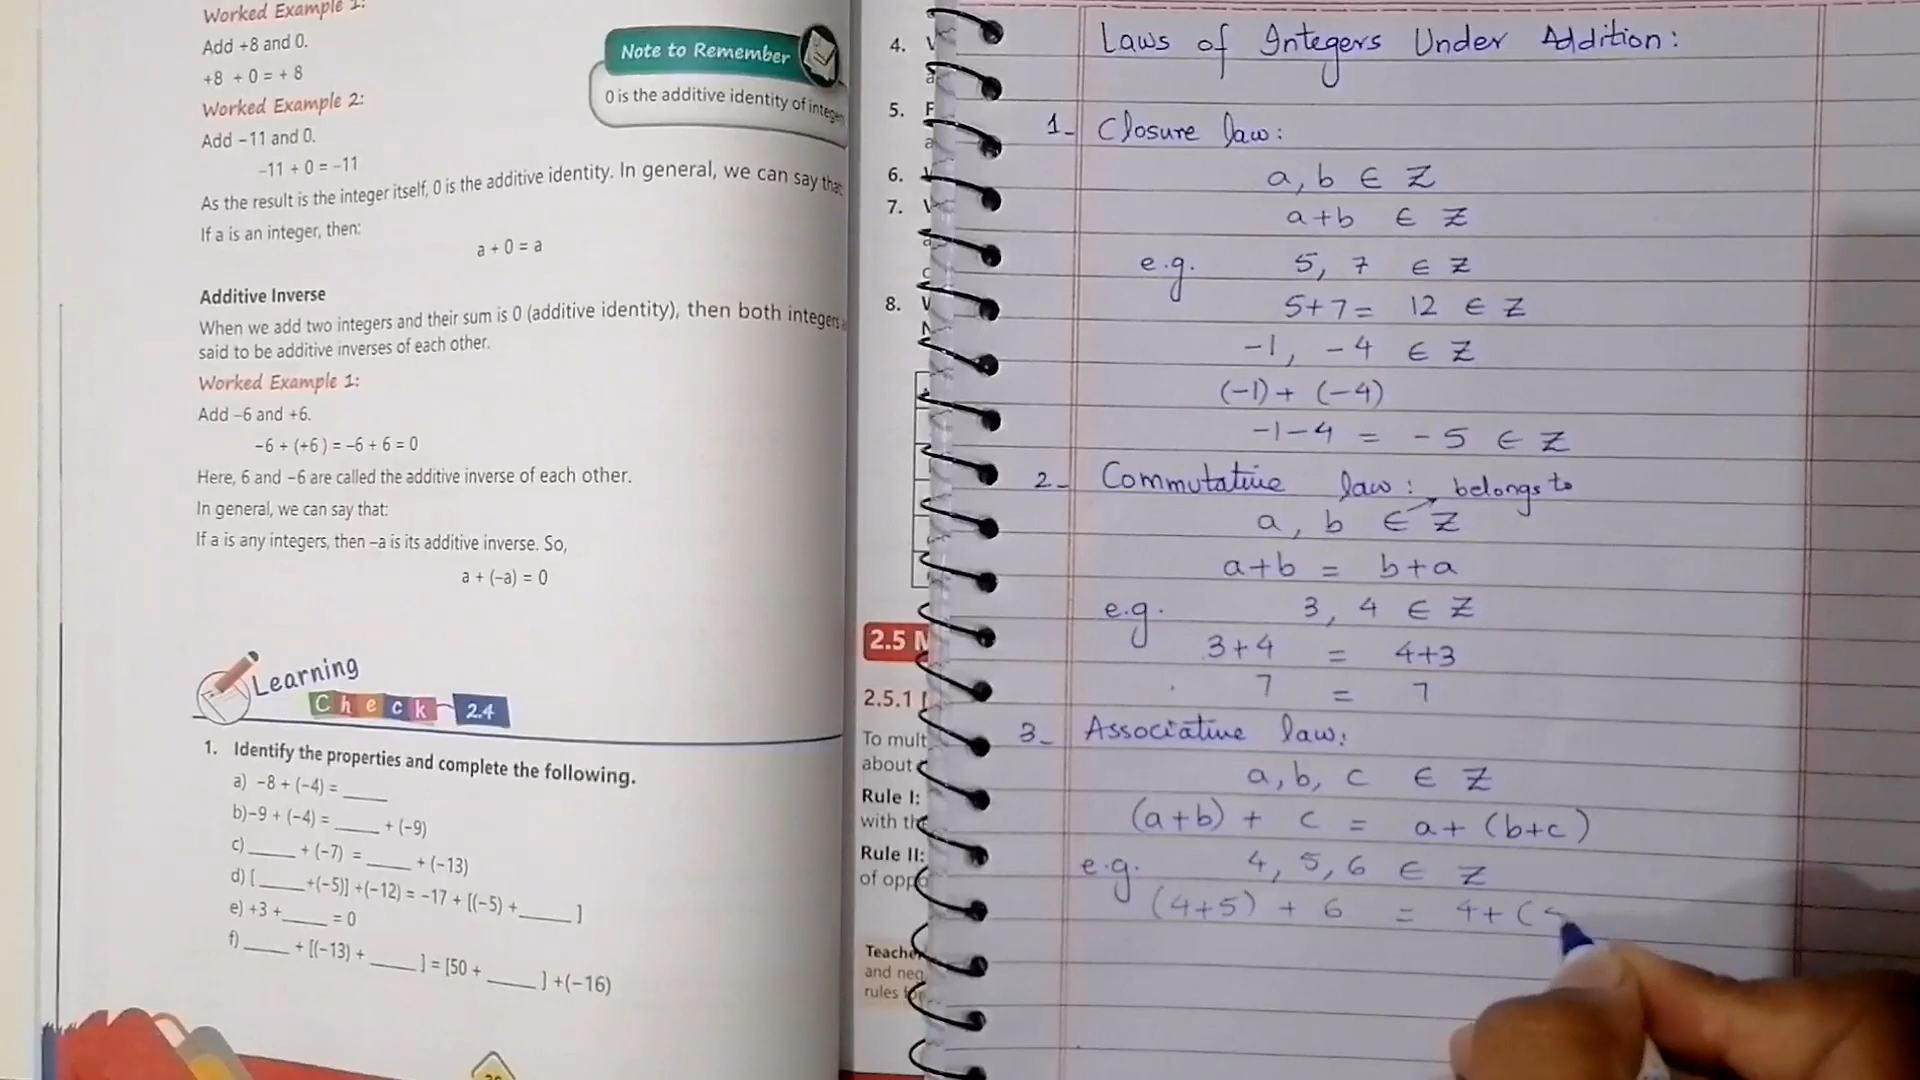 Worked Example 1:
Add +8 and 0.
+8 + 0 = + 8
Worked Example 2:
Add −11 and 0.
−11 + 0 = −11
As the result is the integer itself, 0 is the additive identity. In general, we can say that
If a is an integer, then:
a + 0 = a
Note to Remember
0 is the additive identity of integer
Additive Inverse
When we add two integers and their sum is 0 (additive identity), then both integers
said to be additive inverses of each other.
Worked Example 1:
Add −6 and +6.
−6 + (+6 ) = −6 + 6 = 0
Here, 6 and −6 are called the additive inverse of each other.
In general, we can say that:
If a is any integers, then −a is its additive inverse. So,
a + (−a) = 0
Learning
Check 2.4
1. Identify the properties and complete the following.
a) −8 + (−4) = ____
b) −9 + (−4) = ____ + (−9)
c) ____ + (−7) = ____ + (−13)
d) [ ____ +(−5)] +(−12) = −17 + [(−5) + ____ ]
e) +3 + ____ = 0
f) ____ + [(−13) + ____ ] = [50 + ____ ] +(−16)
4.
5.
6.
7.
8.
2.5
2.5.1
To mult
about
Rule I:
with the
Rule II:
of opp
Teache
and neg
rules
Laws of Integers Under Addition:
1- Closure law:
a, b ∈ Z
a+b ∈ Z
e.g. 5, 7 ∈ Z
5+7= 12 ∈ Z
-1, -4 ∈ Z
(-1)+ (-4)
-1-4 = -5 ∈ Z
2- Commutative law: belongs to
a, b ∈ Z
a+b = b+a
e.g. 3, 4 ∈ Z
3+4 = 4+3
7 = 7
3- Associative law:
a, b, c ∈ Z
(a+b) + c = a+ (b+c)
e.g. 4, 5, 6 ∈ Z
(4+5) + 6 = 4+ (